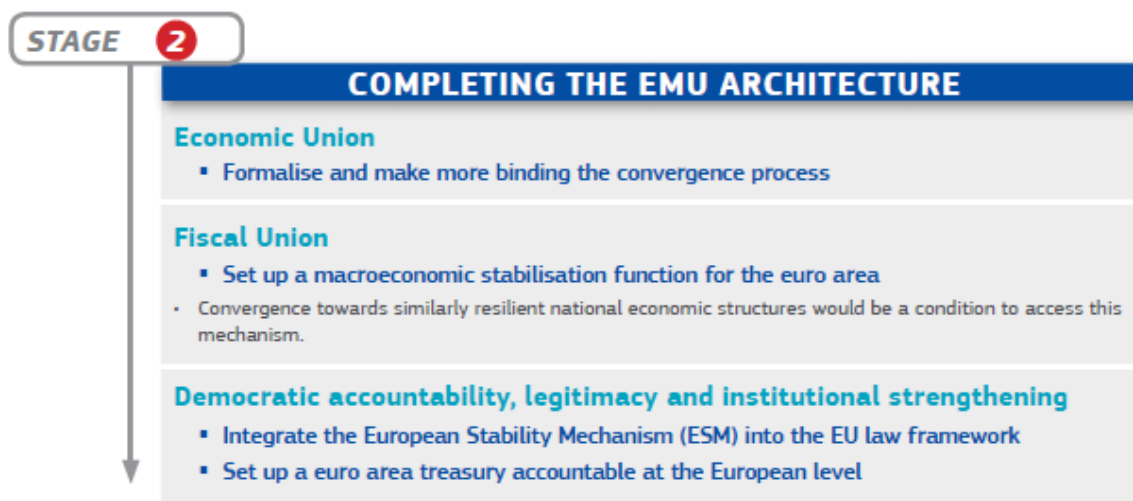 STAGE 2
COMPLETING THE EMU ARCHITECTURE
Economic Union
▪ Formalise and make more binding the convergence process
Fiscal Union
▪ Set up a macroeconomic stabilisation function for the euro area
• Convergence towards similarly resilient national economic structures would be a condition to access this
mechanism.
Democratic accountability, legitimacy and institutional strengthening
▪ Integrate the European Stability Mechanism (ESM) into the EU law framework
▪ Set up a euro area treasury accountable at the European level